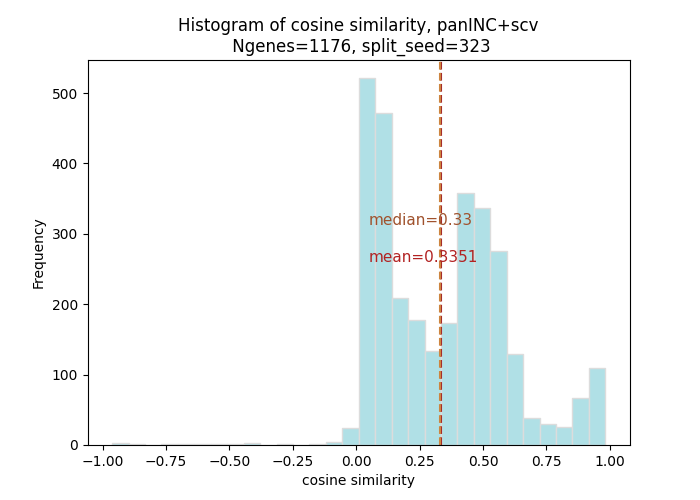 Histogram of cosine similarity, panINC+scv
Ngenes=1176, split_seed=323
500
400
300
200
100
0
Frequency
median=0.33
mean=0.3351
−1.00 −0.75 −0.50 −0.25 0.00 0.25 0.50 0.75 1.00
cosine similarity